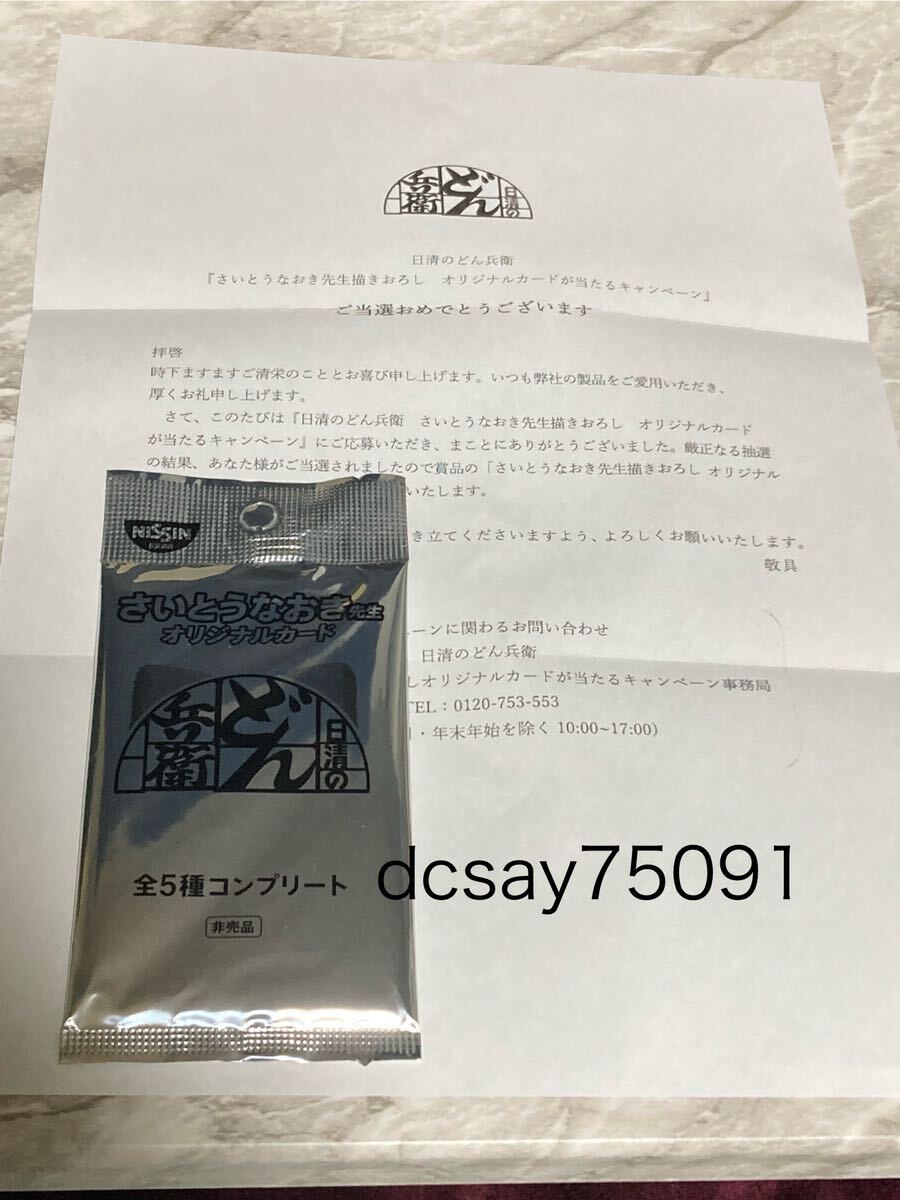 日清の
どん
兵衛
日清のどん兵衛
『さいとうなおき先生描きおろし　オリジナルカードが当たるキャンペーン』
ご当選おめでとうございます
拝啓
時下ますますご清栄のこととお喜び申し上げます。いつも弊社の製品をご愛用いただき、
厚くお礼申し上げます。
さて、このたびは『日清のどん兵衛　さいとうなおき先生描きおろし　オリジナルカード
が当たるキャンペーン』にご応募いただき、まことにありがとうございました。厳正なる抽選
の結果、あなた様がご当選されましたので賞品の「さいとうなおき先生描きおろし オリジナル
いたします。
き立てくださいますよう、よろしくお願いいたします。
敬具
ーンに関わるお問い合わせ
日清のどん兵衛
しオリジナルカードが当たるキャンペーン事務局
TEL：0120-753-553
・年末年始を除く 10:00~17:00)
NISSIN
さいとうなおき先生
オリジナルカード
日清の
どん
兵衛
全5種コンプリート
非売品
dcsay75091